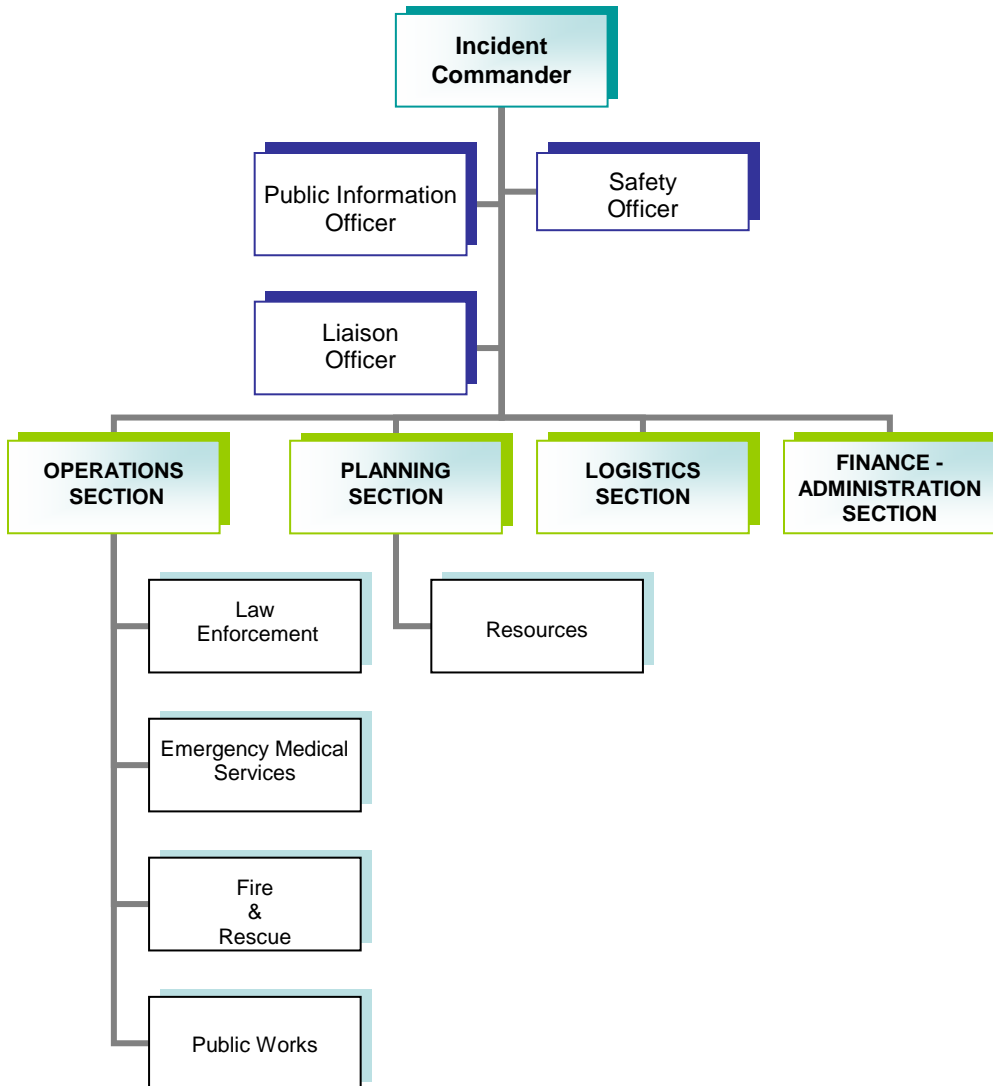 Incident
Commander
Public Information
Officer
Safety
Officer
Liaison
Officer
OPERATIONS
SECTION
PLANNING
SECTION
LOGISTICS
SECTION
FINANCE -
ADMINISTRATION
SECTION
Law
Enforcement
Resources
Emergency Medical
Services
Fire
&
Rescue
Public Works